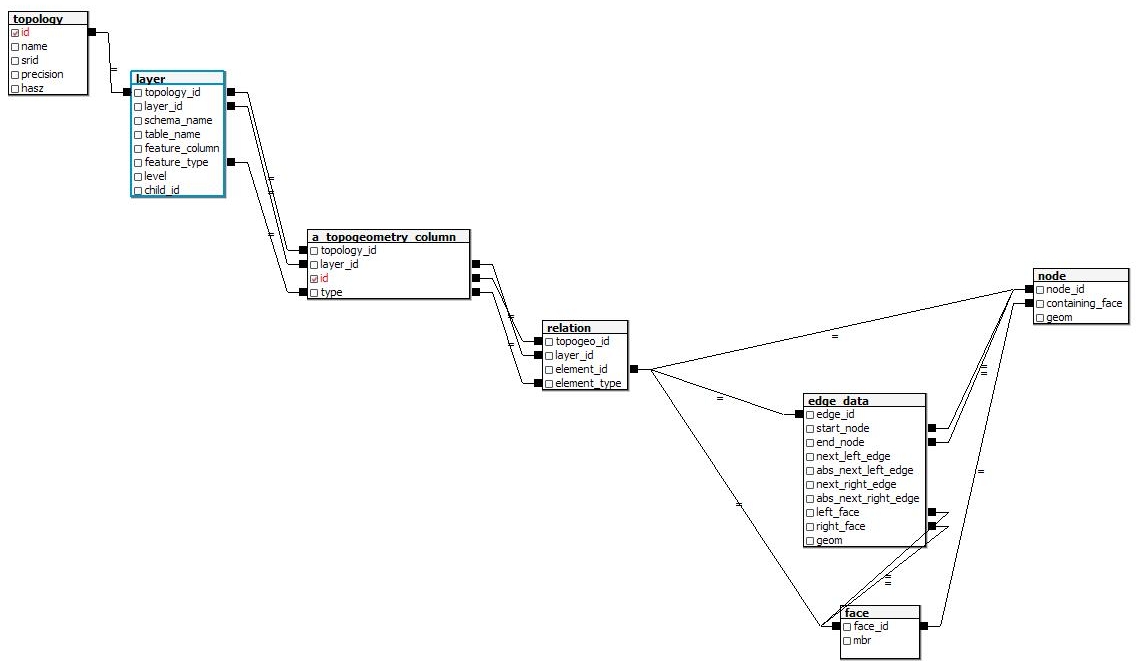 topology
id
name
srid
precision
hasz
layer
topology_id
layer_id
schema_name
table_name
feature_column
feature_type
level
child_id
a_topogeometry_column
topology_id
layer_id
id
type
relation
topogeo_id
layer_id
element_id
element_type
node
node_id
containing_face
geom
edge_data
edge_id
start_node
end_node
next_left_edge
abs_next_left_edge
next_right_edge
abs_next_right_edge
left_face
right_face
geom
face
face_id
mbr